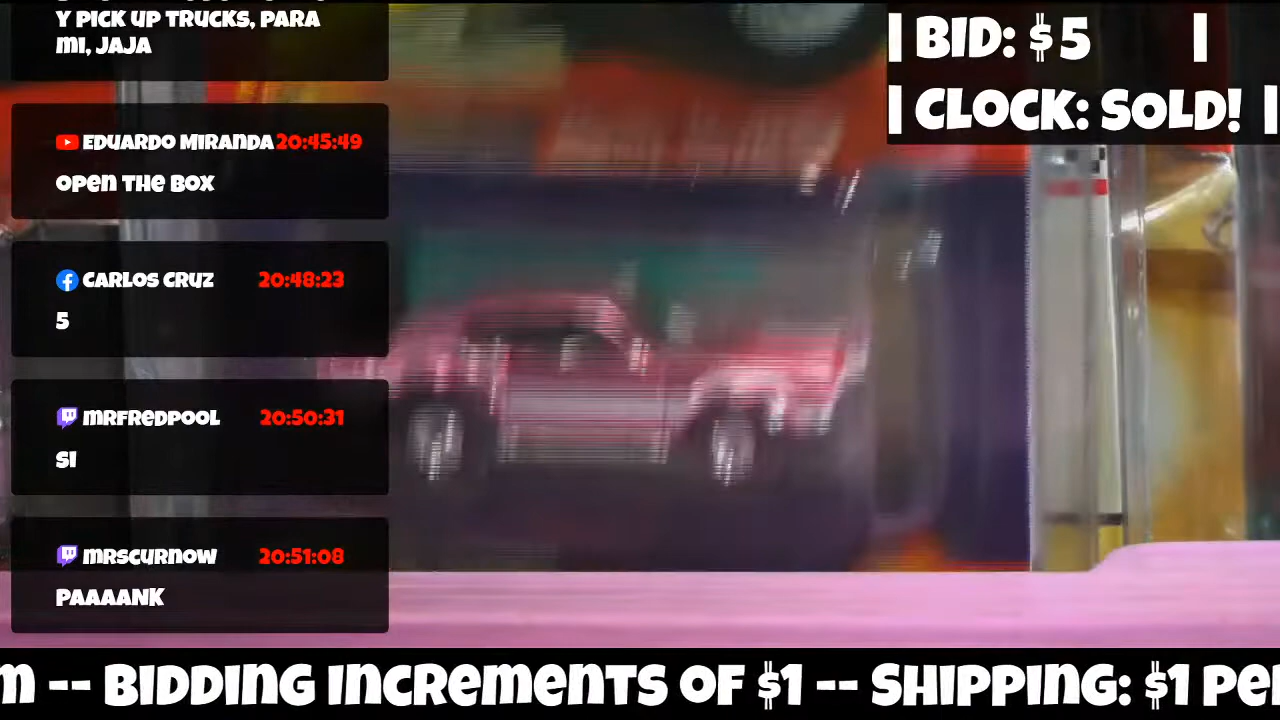 Y PICK UP TRUCKS, PARA
MI, JAJA
EDUARDO MIRANDA 20:45:49
OPEN THE BOX
CARLOS CRUZ 20:48:23
5
MRFREDPOOL 20:50:31
SI
MRSCURNOW 20:51:08
PAAAANK
| BID: $5 |
| CLOCK: SOLD! |
-- BIDDING INCREMENTS OF $1 -- SHIPPING: $1